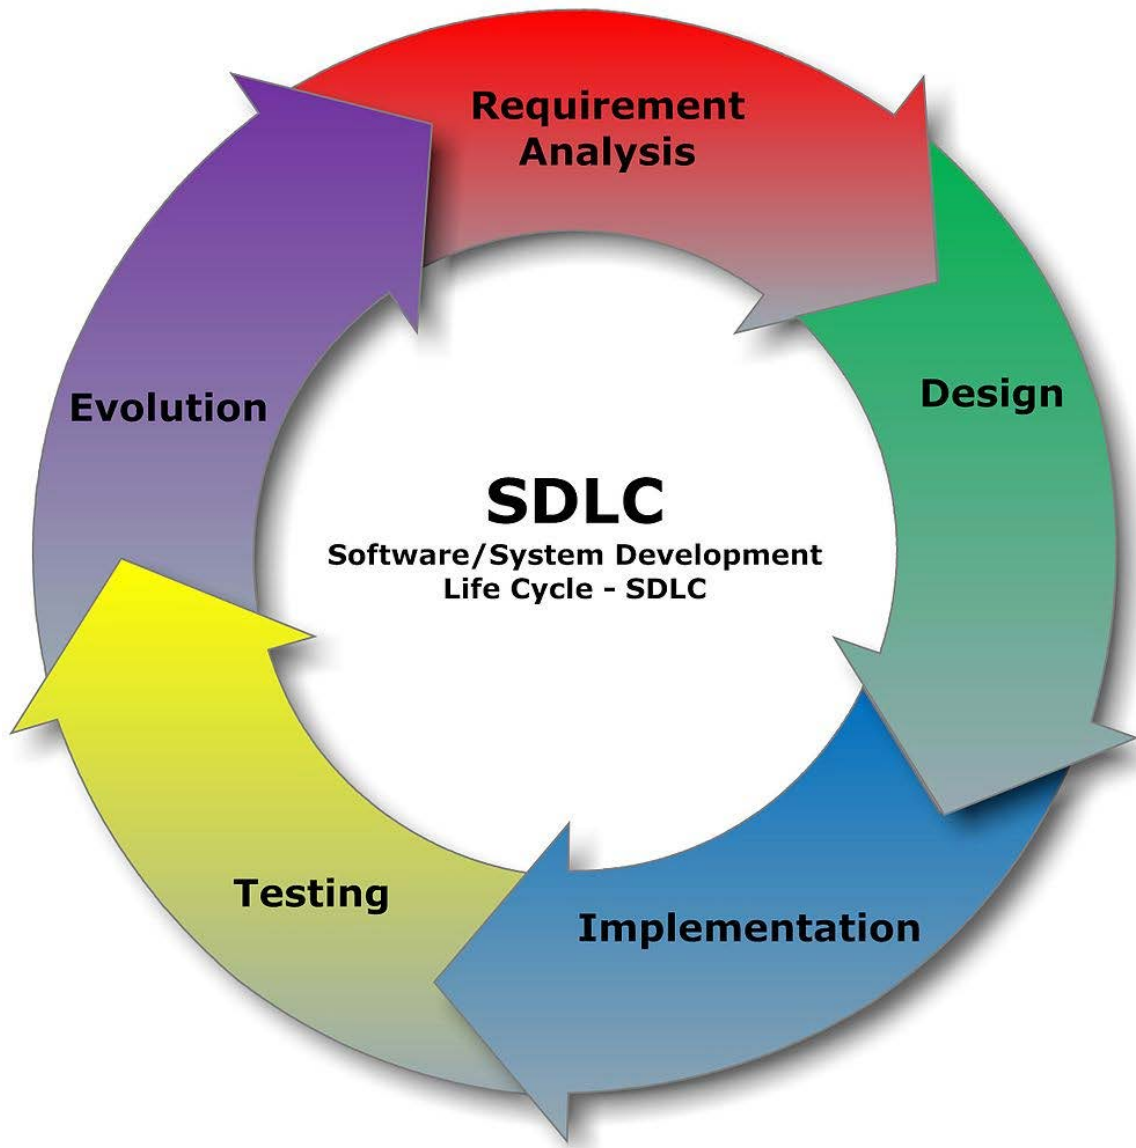 Requirement
Analysis
Design
Implementation
Testing
Evolution
SDLC
Software/System Development
Life Cycle - SDLC